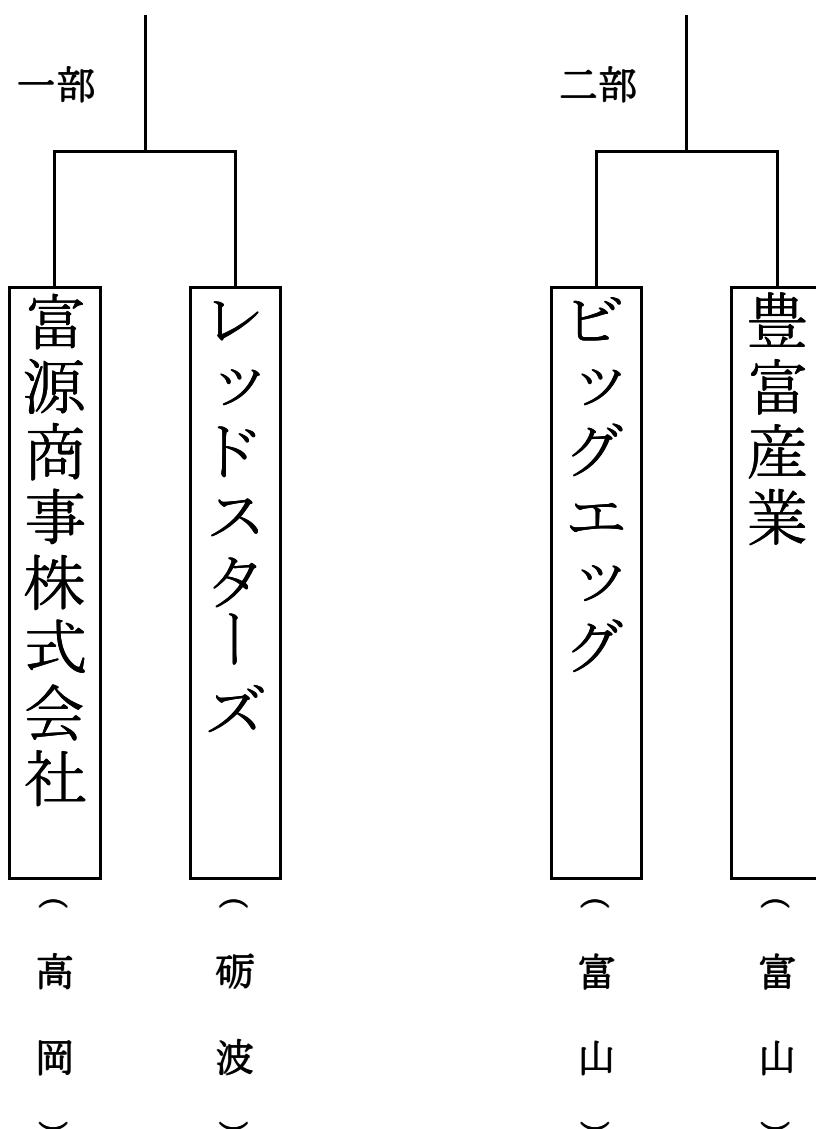 一部
富源商事株式会社
（高岡）
レッドスターズ
（砺波）
二部
ビッグエッグ
（富山）
豊富産業
（富山）